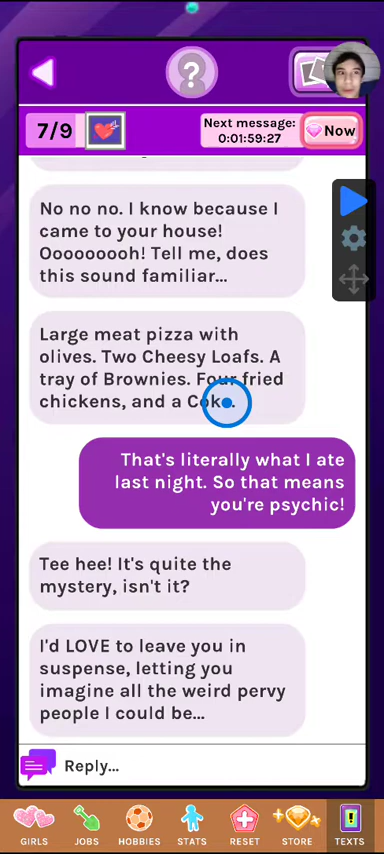 ?
7/9
Next message:
0:01:59:27
Now
No no no. I know because I
came to your house!
Oooooooh! Tell me, does
this sound familiar...
Large meat pizza with
olives. Two Cheesy Loafs. A
tray of Brownies. Four fried
chickens, and a Coke.
That's literally what I ate
last night. So that means
you're psychic!
Tee hee! It's quite the
mystery, isn't it?
I'd LOVE to leave you in
suspense, letting you
imagine all the weird pervy
people I could be...
Reply...
GIRLS
JOBS
HOBBIES
STATS
RESET
STORE
TEXTS